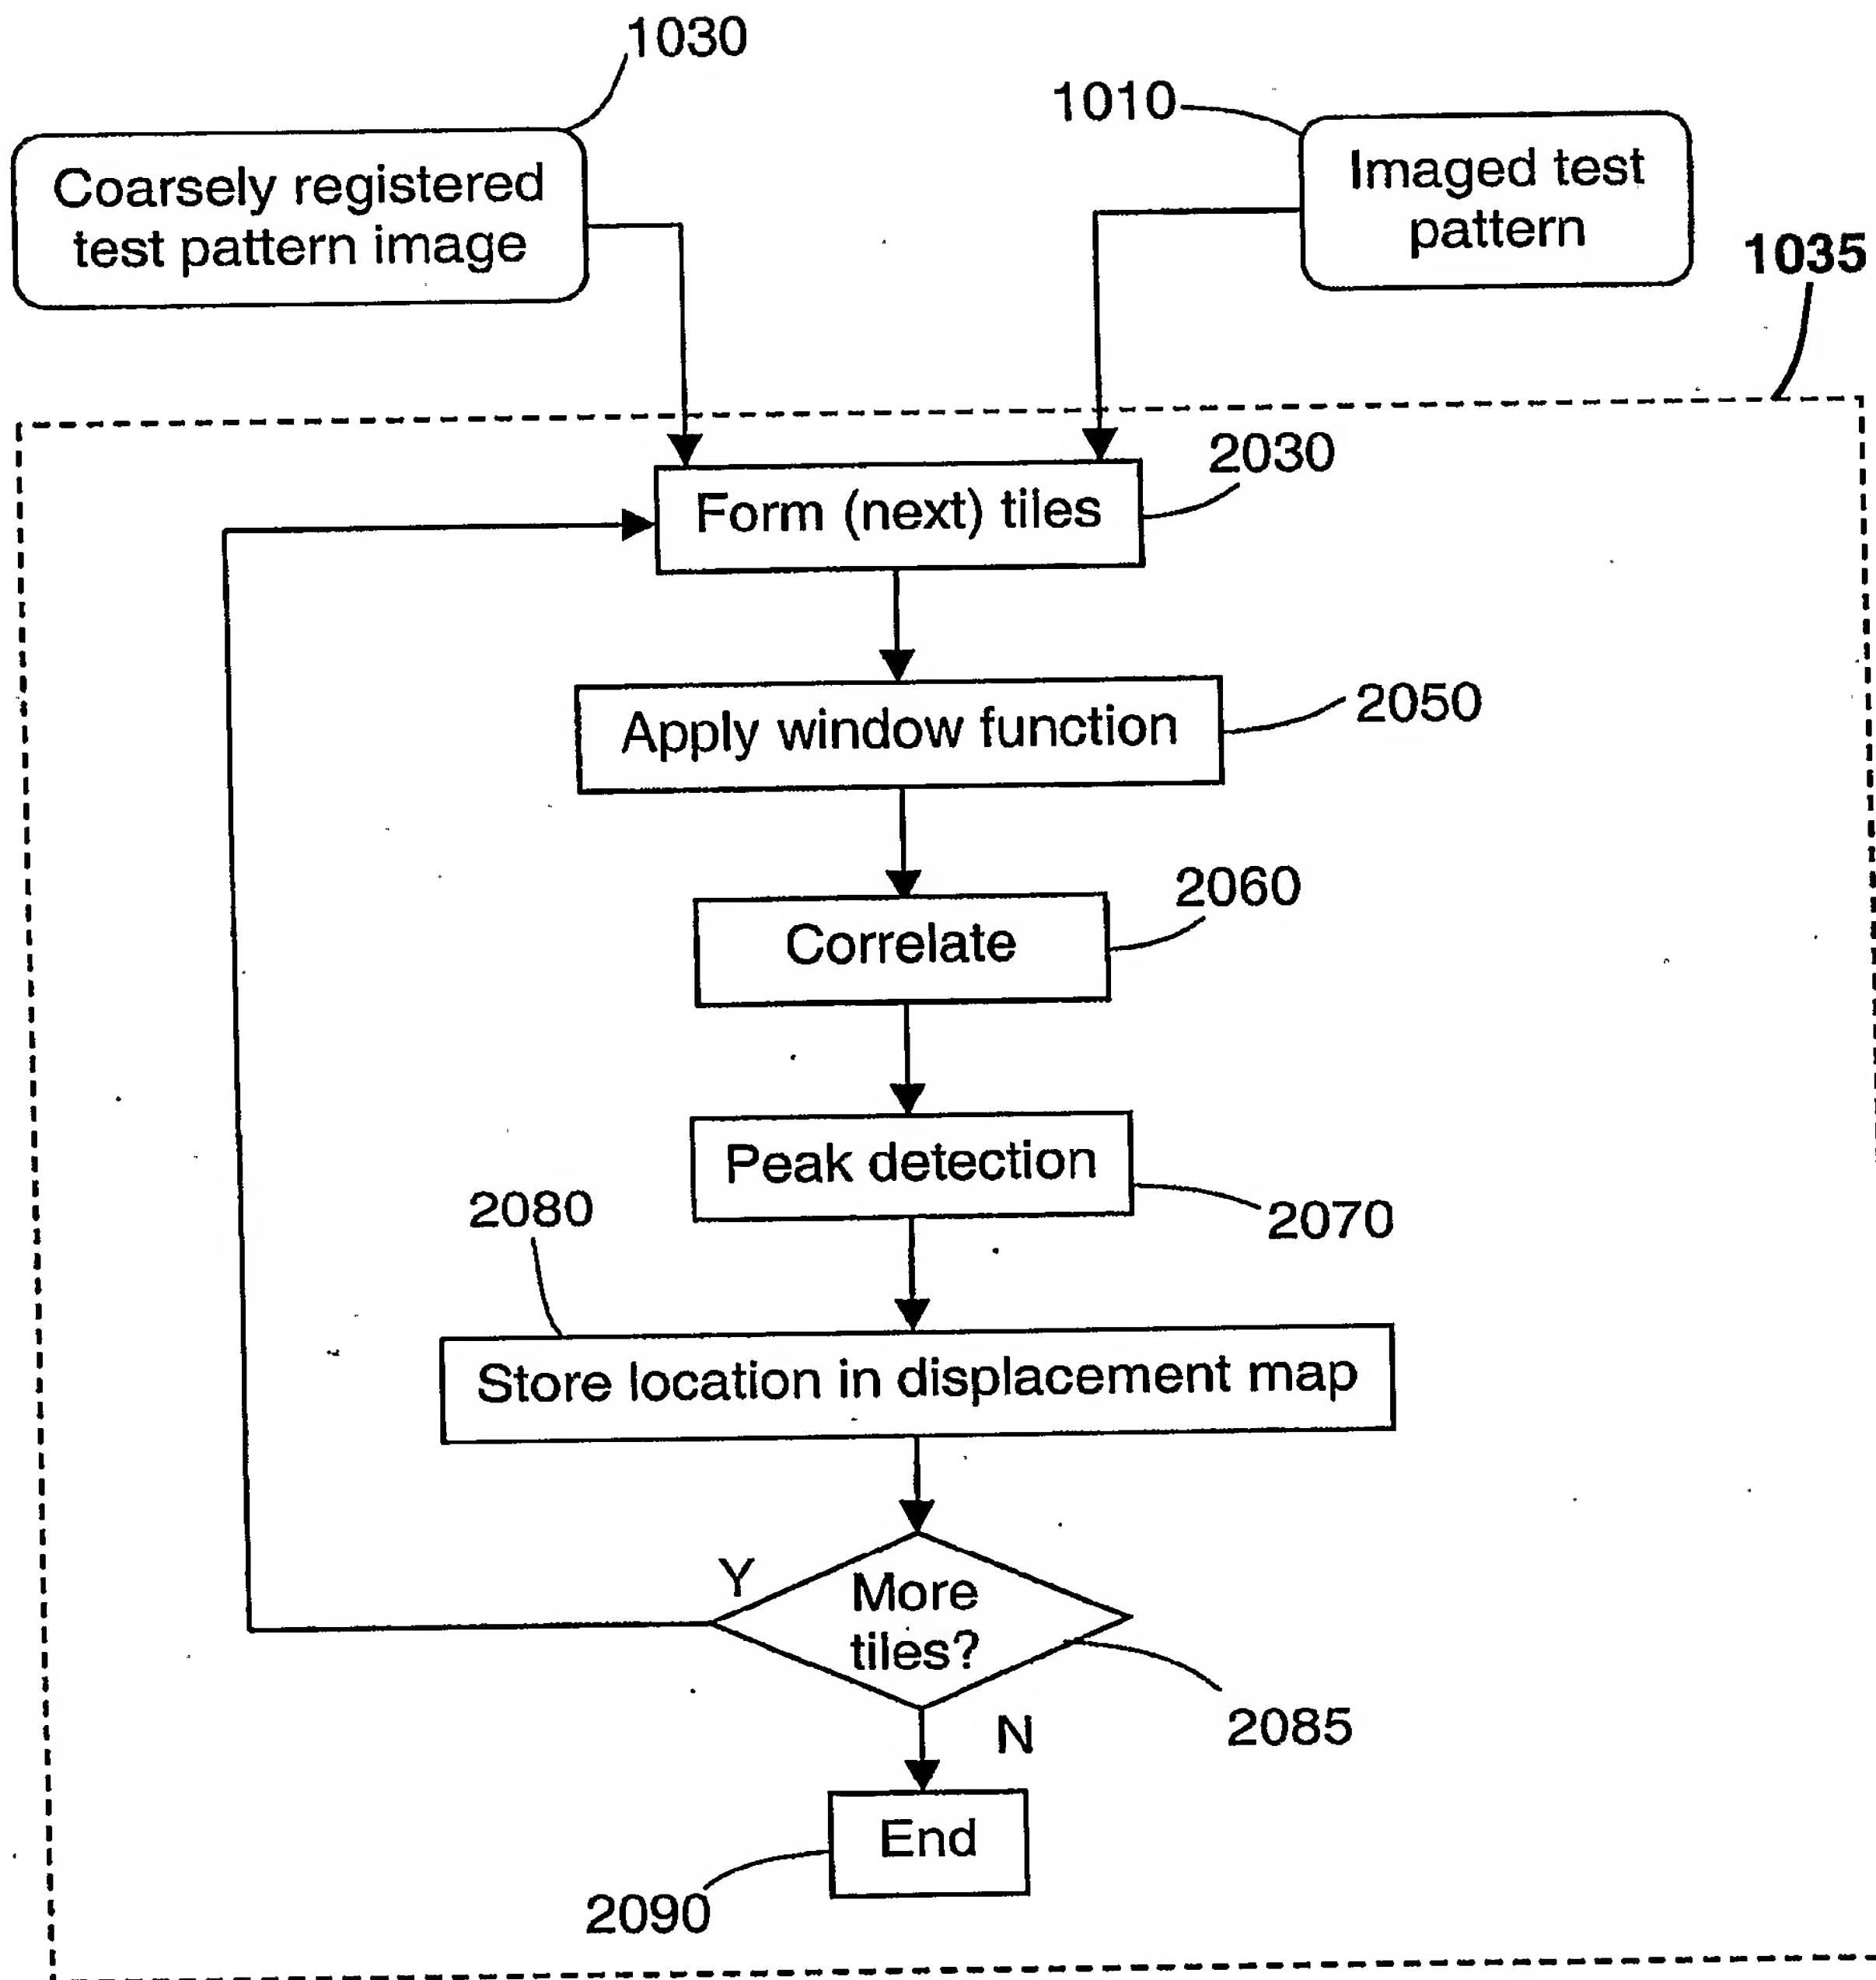 1030
1010
Coarsely registered
test pattern image
Imaged test
pattern
1035
2030
Form (next) tiles
2050
Apply window function
2060
Correlate
Peak detection
2070
2080
Store location in displacement map
Y
More
tiles?
2085
N
End
2090